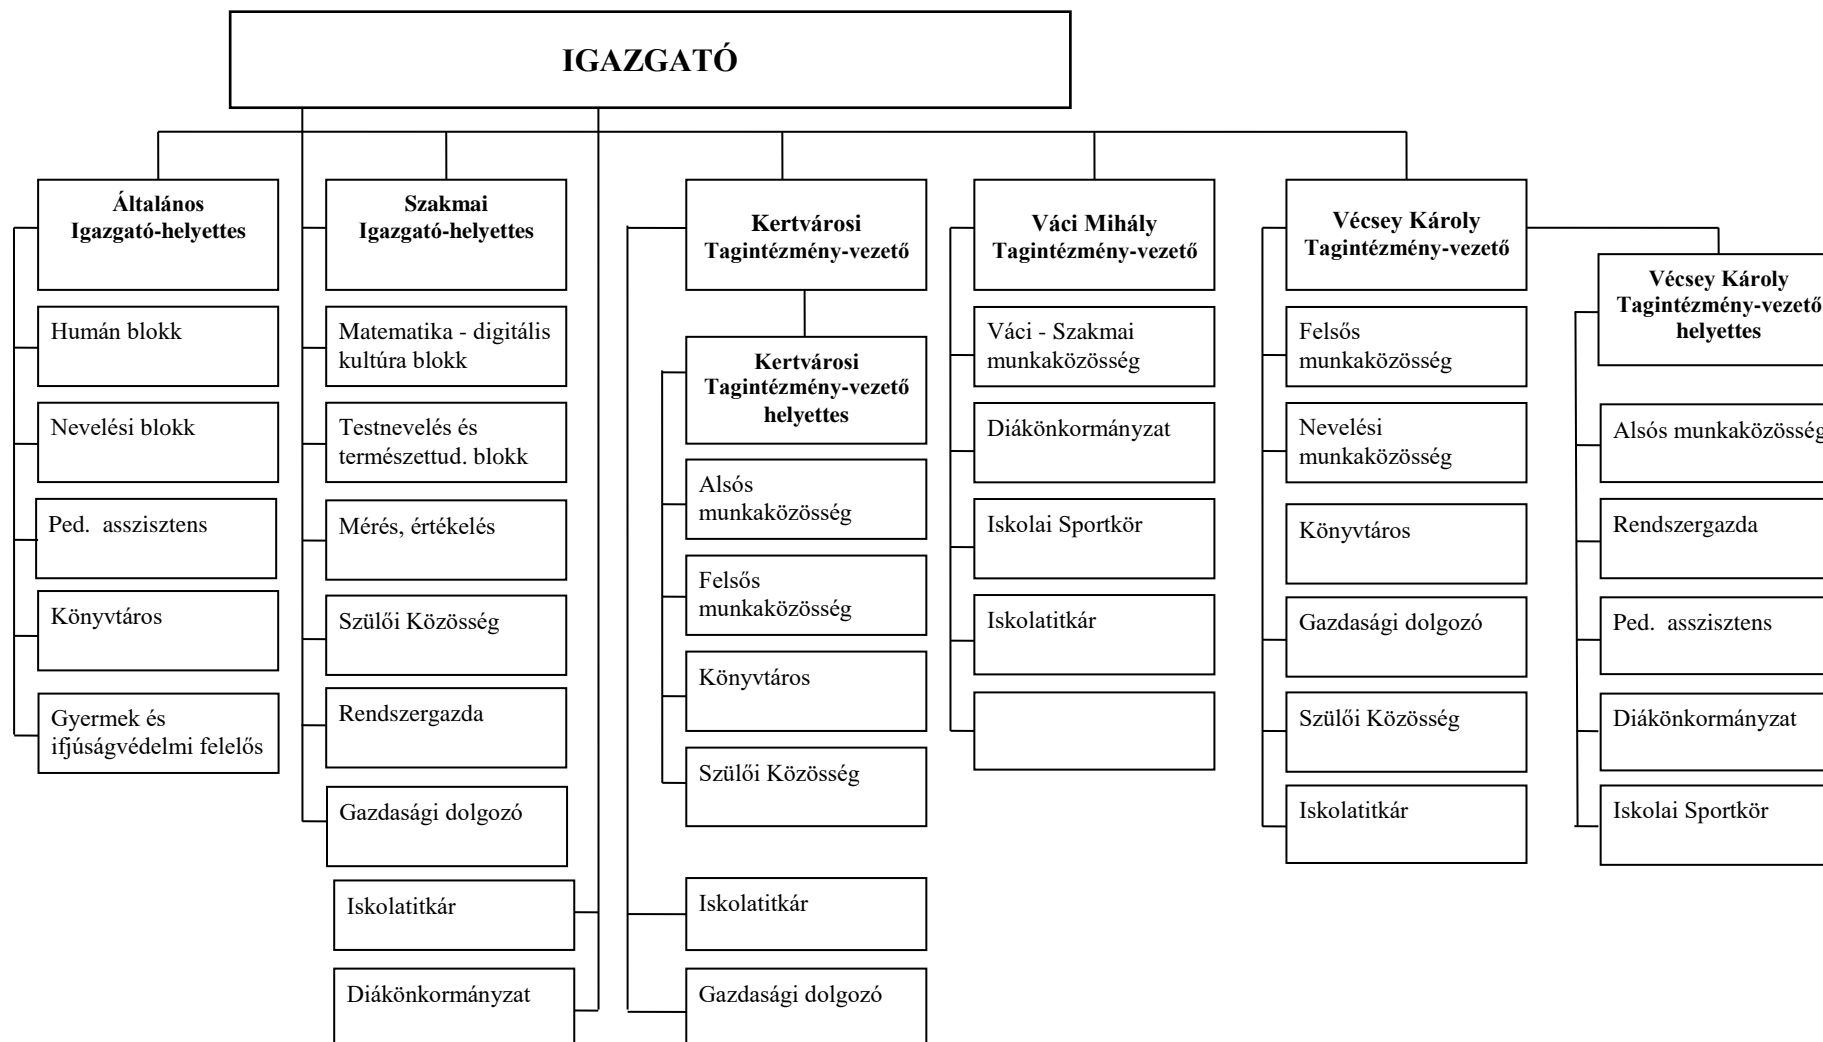 IGAZGATÓ
Általános
Igazgató-helyettes
Humán blokk
Nevelési blokk
Ped. asszisztens
Könyvtáros
Gyermek és
ifjúságvédelmi felelős
Szakmai
Igazgató-helyettes
Matematika - digitális
kultúra blokk
Testnevelés és
természettud. blokk
Mérés, értékelés
Szülői Közösség
Rendszergazda
Gazdasági dolgozó
Iskolatitkár
Diákönkormányzat
Kertvárosi
Tagintézmény-vezető
Kertvárosi
Tagintézmény-vezető
helyettes
Alsós
munkaközösség
Felsős
munkaközösség
Könyvtáros
Szülői Közösség
Iskolatitkár
Gazdasági dolgozó
Váci Mihály
Tagintézmény-vezető
Váci - Szakmai
munkaközösség
Diákönkormányzat
Iskolai Sportkör
Iskolatitkár
Vécsey Károly
Tagintézmény-vezető
Felsős
munkaközösség
Nevelési
munkaközösség
Könyvtáros
Gazdasági dolgozó
Szülői Közösség
Iskolatitkár
Vécsey Károly
Tagintézmény-vezető
helyettes
Alsós munkaközösség
Rendszergazda
Ped. asszisztens
Diákönkormányzat
Iskolai Sportkör